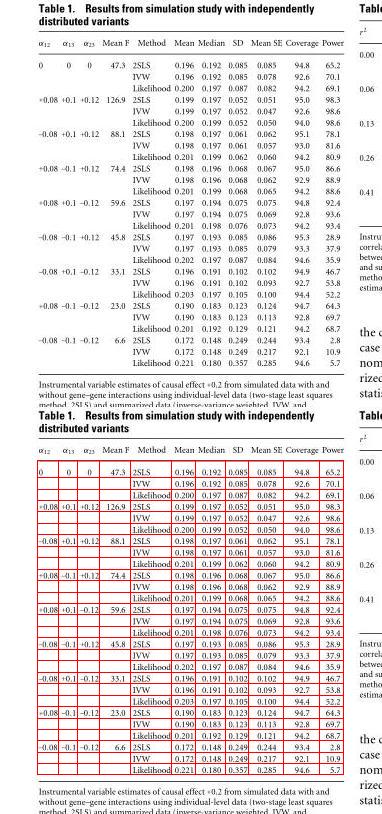 Table 1. Results from simulation study with independently
distributed variants
α12 α13 α23 Mean F Method Mean Median SD Mean SE Coverage Power
0 0 0 47.3 2SLS 0.196 0.192 0.085 0.085 94.8 65.2
IVW 0.196 0.192 0.085 0.078 92.6 70.1
Likelihood 0.200 0.197 0.087 0.082 94.2 69.1
+0.08 +0.1 +0.12 126.9 2SLS 0.199 0.197 0.052 0.051 95.0 98.3
IVW 0.199 0.197 0.052 0.047 92.6 98.6
Likelihood 0.200 0.199 0.052 0.050 94.0 98.6
−0.08 +0.1 −0.12 88.1 2SLS 0.198 0.197 0.061 0.062 95.1 78.1
IVW 0.198 0.197 0.061 0.057 93.0 81.6
Likelihood 0.201 0.199 0.062 0.060 94.2 80.9
+0.08 −0.1 +0.12 74.4 2SLS 0.198 0.196 0.068 0.067 95.0 86.6
IVW 0.198 0.196 0.068 0.062 92.9 88.9
Likelihood 0.201 0.199 0.068 0.065 94.2 88.6
+0.08 +0.1 −0.12 59.6 2SLS 0.197 0.194 0.075 0.075 94.8 92.4
IVW 0.197 0.194 0.075 0.069 92.8 93.6
Likelihood 0.201 0.198 0.076 0.073 94.2 93.4
−0.08 −0.1 +0.12 45.8 2SLS 0.197 0.193 0.085 0.086 95.3 28.9
IVW 0.197 0.193 0.085 0.079 93.3 37.9
Likelihood 0.202 0.197 0.087 0.084 94.6 35.9
−0.08 +0.1 −0.12 33.1 2SLS 0.196 0.191 0.102 0.102 94.9 46.7
IVW 0.196 0.191 0.102 0.093 92.7 53.8
Likelihood 0.203 0.197 0.105 0.100 94.4 52.2
+0.08 −0.1 −0.12 23.0 2SLS 0.190 0.183 0.123 0.124 94.7 64.3
IVW 0.190 0.183 0.123 0.112 92.8 69.7
Likelihood 0.201 0.192 0.129 0.121 94.2 68.7
−0.08 −0.1 −0.12 6.6 2SLS 0.172 0.148 0.249 0.244 93.4 2.8
IVW 0.172 0.148 0.249 0.217 92.1 10.9
Likelihood 0.221 0.180 0.357 0.285 94.6 5.7
Instrumental variable estimates of causal effect =0.2 from simulated data with and
without gene–gene interactions using individual-level data (two-stage least squares
method, 2SLS) and summarized data (inverse-variance weighted, IVW, and
r2
0.00
0.06
0.13
0.26
0.41
the c
case
Table 1. Results from simulation study with independently
distributed variants
α12 α13 α23 Mean F Method Mean Median SD Mean SE Coverage Power
0 0 0 47.3 2SLS 0.196 0.192 0.085 0.085 94.8 65.2
IVW 0.196 0.192 0.085 0.078 92.6 70.1
Likelihood 0.200 0.197 0.087 0.082 94.2 69.1
+0.08 +0.1 +0.12 126.9 2SLS 0.199 0.197 0.052 0.051 95.0 98.3
IVW 0.199 0.197 0.052 0.047 92.6 98.6
Likelihood 0.200 0.199 0.052 0.050 94.0 98.6
−0.08 +0.1 −0.12 88.1 2SLS 0.198 0.197 0.061 0.062 95.1 78.1
IVW 0.198 0.197 0.061 0.057 93.0 81.6
Likelihood 0.201 0.199 0.062 0.060 94.2 80.9
+0.08 −0.1 +0.12 74.4 2SLS 0.198 0.196 0.068 0.067 95.0 86.6
IVW 0.198 0.196 0.068 0.062 92.9 88.9
Likelihood 0.201 0.199 0.068 0.065 94.2 88.6
+0.08 +0.1 −0.12 59.6 2SLS 0.197 0.194 0.075 0.075 94.8 92.4
IVW 0.197 0.194 0.075 0.069 92.8 93.6
Likelihood 0.201 0.198 0.076 0.073 94.2 93.4
−0.08 −0.1 +0.12 45.8 2SLS 0.197 0.193 0.085 0.086 95.3 28.9
IVW 0.197 0.193 0.085 0.079 93.3 37.9
Likelihood 0.202 0.197 0.087 0.084 94.6 35.9
−0.08 +0.1 −0.12 33.1 2SLS 0.196 0.191 0.102 0.102 94.9 46.7
IVW 0.196 0.191 0.102 0.093 92.7 53.8
Likelihood 0.203 0.197 0.105 0.100 94.4 52.2
+0.08 −0.1 −0.12 23.0 2SLS 0.190 0.183 0.123 0.124 94.7 64.3
IVW 0.190 0.183 0.123 0.112 92.8 69.7
Likelihood 0.201 0.192 0.129 0.121 94.2 68.7
−0.08 −0.1 −0.12 6.6 2SLS 0.172 0.148 0.249 0.244 93.4 2.8
IVW 0.172 0.148 0.249 0.217 92.1 10.9
Likelihood 0.221 0.180 0.357 0.285 94.6 5.7
Instrumental variable estimates of causal effect =0.2 from simulated data with and
without gene–gene interactions using individual-level data (two-stage least squares
method, 2SLS) and summarized data (inverse-variance weighted, IVW, and
r2
0.00
0.06
0.13
0.26
0.41
the c
case